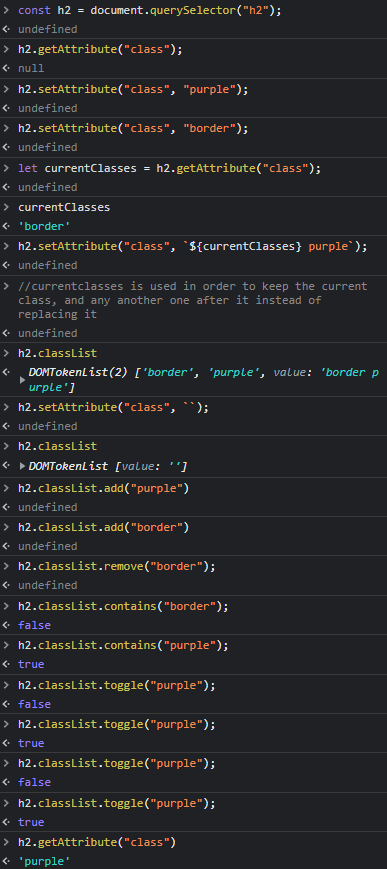 const h2 = document.querySelector("h2");
undefined
h2.getAttribute("class");
null
h2.setAttribute("class", "purple");
undefined
h2.setAttribute("class", "border");
undefined
let currentClasses = h2.getAttribute("class");
undefined
currentClasses
'border'
h2.setAttribute("class", `${currentClasses} purple`);
undefined
//currentclasses is used in order to keep the current
class, and any another one after it instead of
replacing it
undefined
h2.classList
DOMTokenList(2) ['border', 'purple', value: 'border p
urple']
h2.setAttribute("class", ``);
undefined
h2.classList
DOMTokenList [value: '']
h2.classList.add("purple")
undefined
h2.classList.add("border")
undefined
h2.classList.remove("border");
undefined
h2.classList.contains("border");
false
h2.classList.contains("purple");
true
h2.classList.toggle("purple");
false
h2.classList.toggle("purple");
true
h2.classList.toggle("purple");
false
h2.classList.toggle("purple");
true
h2.getAttribute("class")
'purple'